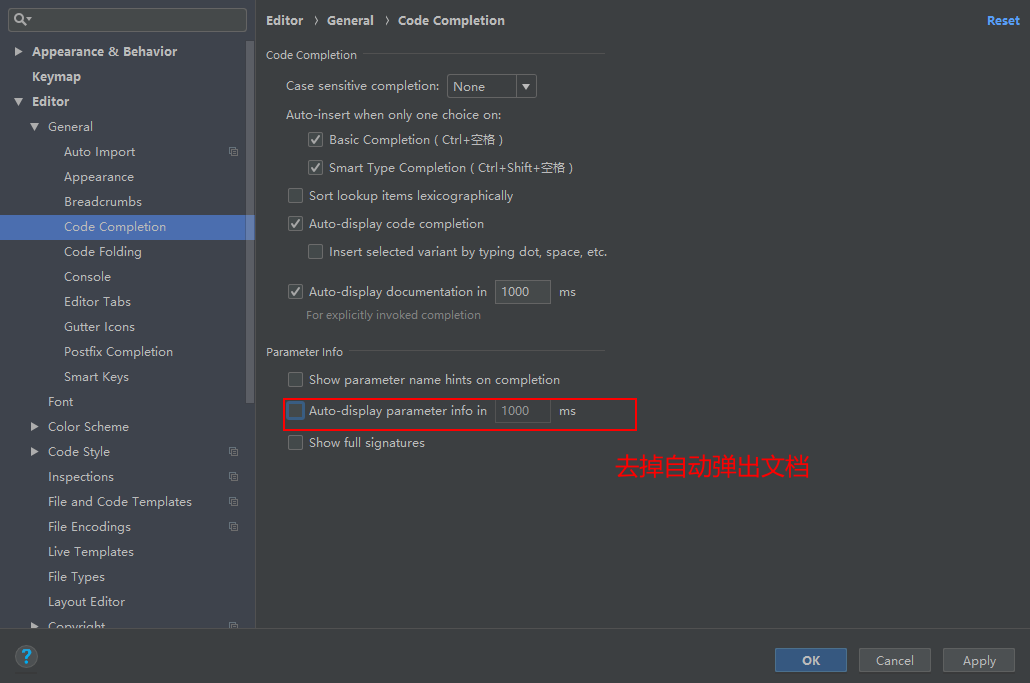 Editor › General › Code Completion
Reset
Appearance & Behavior
Keymap
Editor
General
Auto Import
Appearance
Breadcrumbs
Code Completion
Code Folding
Console
Editor Tabs
Gutter Icons
Postfix Completion
Smart Keys
Font
Color Scheme
Code Style
Inspections
File and Code Templates
File Encodings
Live Templates
File Types
Layout Editor
Copyright
Code Completion
Case sensitive completion: None
Auto-insert when only one choice on:
Basic Completion ( Ctrl+空格 )
Smart Type Completion ( Ctrl+Shift+空格 )
Sort lookup items lexicographically
Auto-display code completion
Insert selected variant by typing dot, space, etc.
Auto-display documentation in 1000 ms
For explicitly invoked completion
Parameter Info
Show parameter name hints on completion
Auto-display parameter info in 1000 ms
Show full signatures
去掉自动弹出文档
?
OK
Cancel
Apply